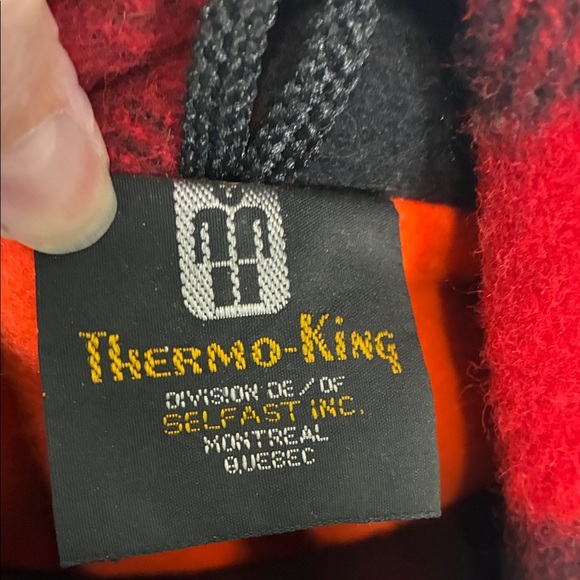 THERMO-KING
DIVISION DE/OF
SELFAST INC.
MONTREAL
QUEBEC